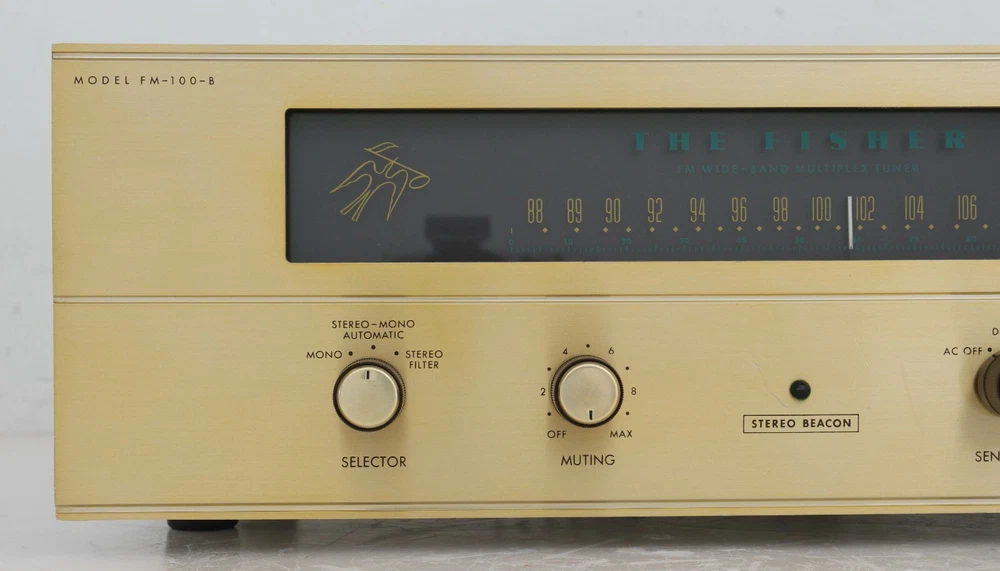 MODEL FM-100-B
THE FISHER
FM WIDE-BAND MULTIPLEX TUNER
88 89 90 92 94 96 98 100 102 104 106
0 10
STEREO-MONO
AUTOMATIC
MONO
STEREO
FILTER
SELECTOR
4 6
2 8
OFF MAX
MUTING
STEREO BEACON
AC OFF